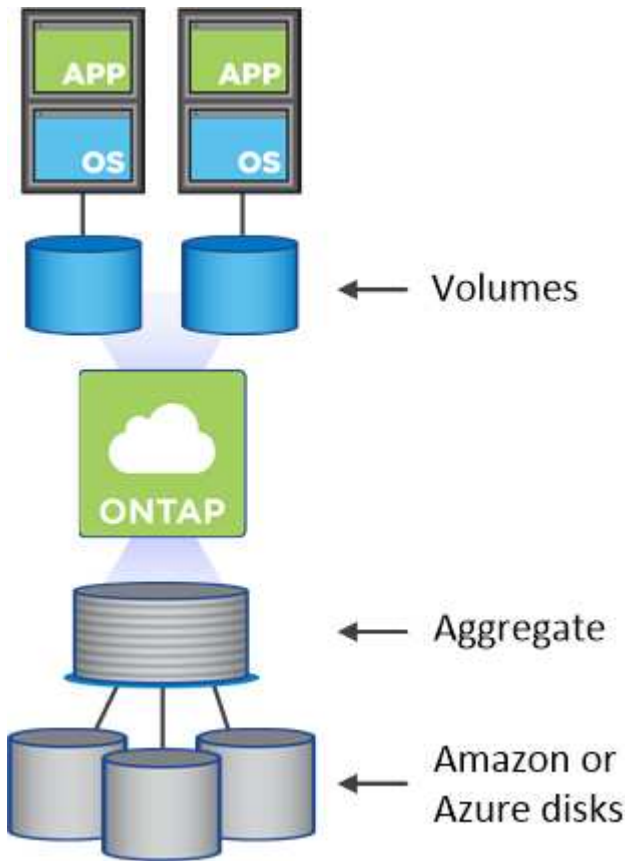 APP
APP
OS
OS
Volumes
ONTAP
Aggregate
Amazon or
Azure disks